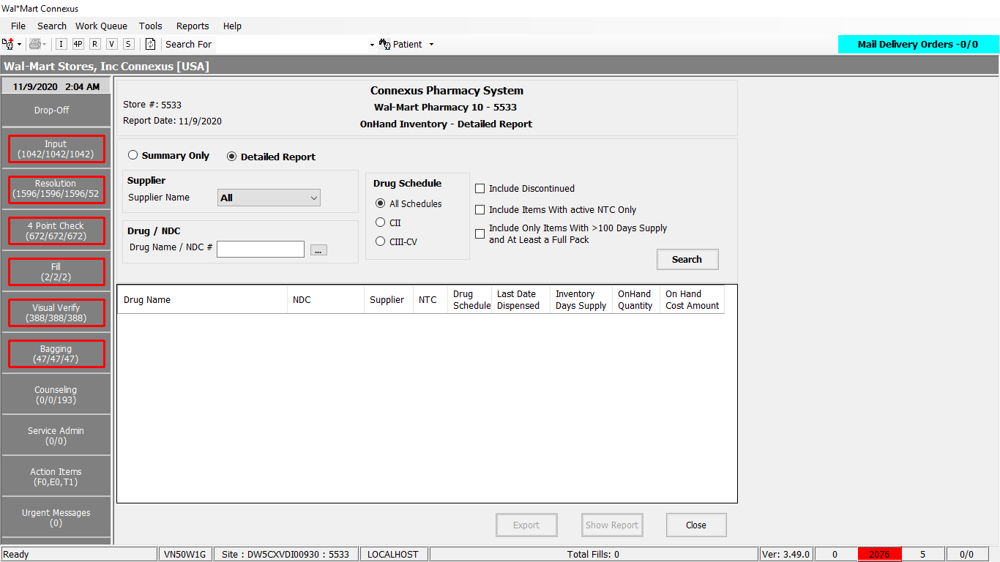 Wal*Mart Connexus
File Search Work Queue Tools Reports Help
I 4P R V S Search For Patient Mail Delivery Orders -0/0
Wal-Mart Stores, Inc Connexus [USA]
11/9/2020 2:04 AM
Drop-Off
Input
(1042/1042/1042)
Resolution
(1596/1596/1596/52
4 Point Check
(672/672/672)
Fill
(2/2/2)
Visual Verify
(388/388/388)
Bagging
(47/47/47)
Counseling
(0/0/193)
Service Admin
(0/0)
Action Items
(F0,E0,T1)
Urgent Messages
(0)
Connexus Pharmacy System
Store #: 5533
Wal-Mart Pharmacy 10 - 5533
Report Date: 11/9/2020
OnHand Inventory - Detailed Report
Summary Only Detailed Report
Supplier
Supplier Name All
Drug / NDC
Drug Name / NDC # ...
Drug Schedule
All Schedules
CII
CIII-CV
Include Discontinued
Include Items With active NTC Only
Include Only Items With >100 Days Supply
and At Least a Full Pack
Search
Drug Name NDC Supplier NTC Drug Schedule Last Date Dispensed Inventory Days Supply OnHand Quantity On Hand Cost Amount
Export Show Report Close
Ready VN50W1G Site : DW5CXVDI00930 : 5533 LOCALHOST Total Fills: 0 Ver: 3.49.0 0 2076 5 0/0